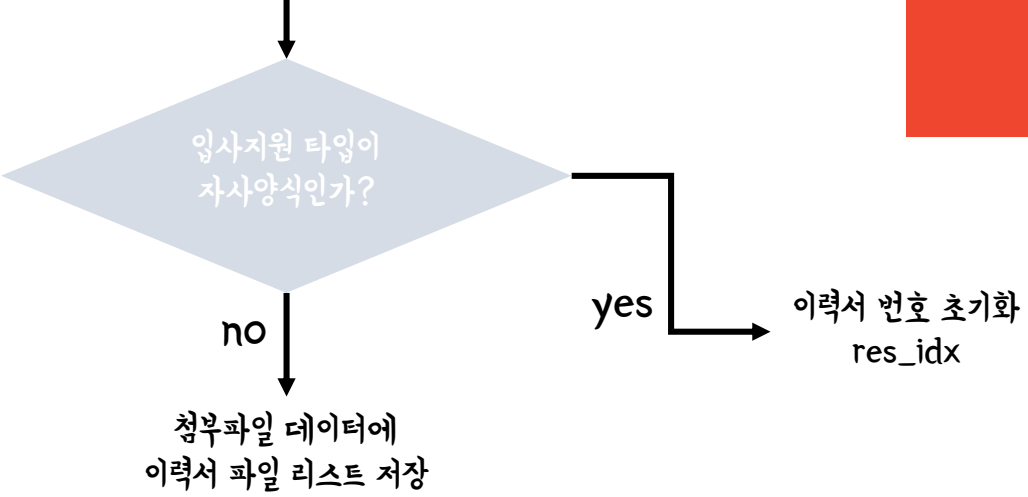 입사지원 타입이
자사양식인가?
yes
이력서 번호 초기화
res_idx
no
첨부파일 데이터에
이력서 파일 리스트 저장